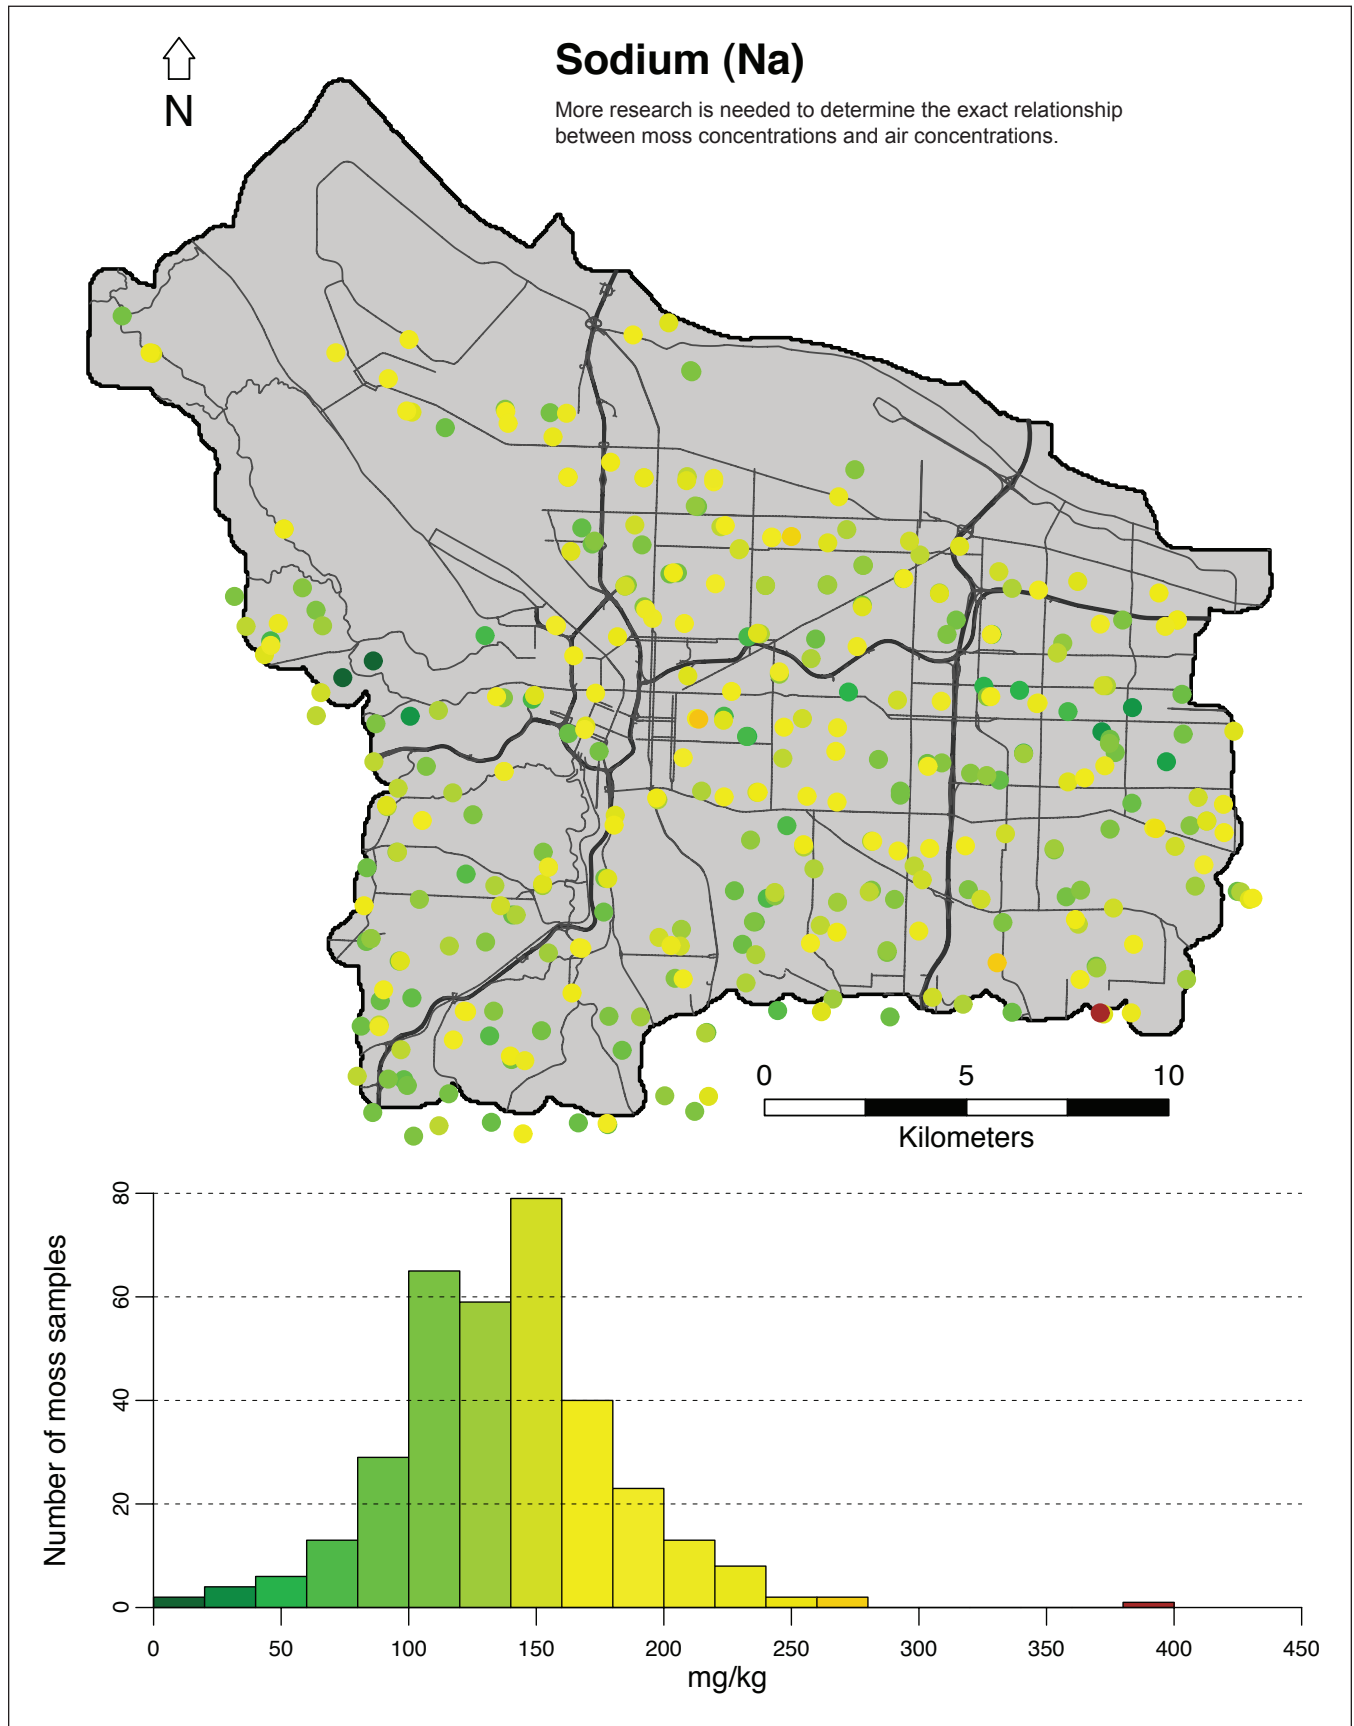 N
Sodium (Na)
More research is needed to determine the exact relationship
between moss concentrations and air concentrations.
0 5 10
Kilometers
Number of moss samples
80
60
40
20
0
0 50 100 150 200 250 300 350 400 450
mg/kg